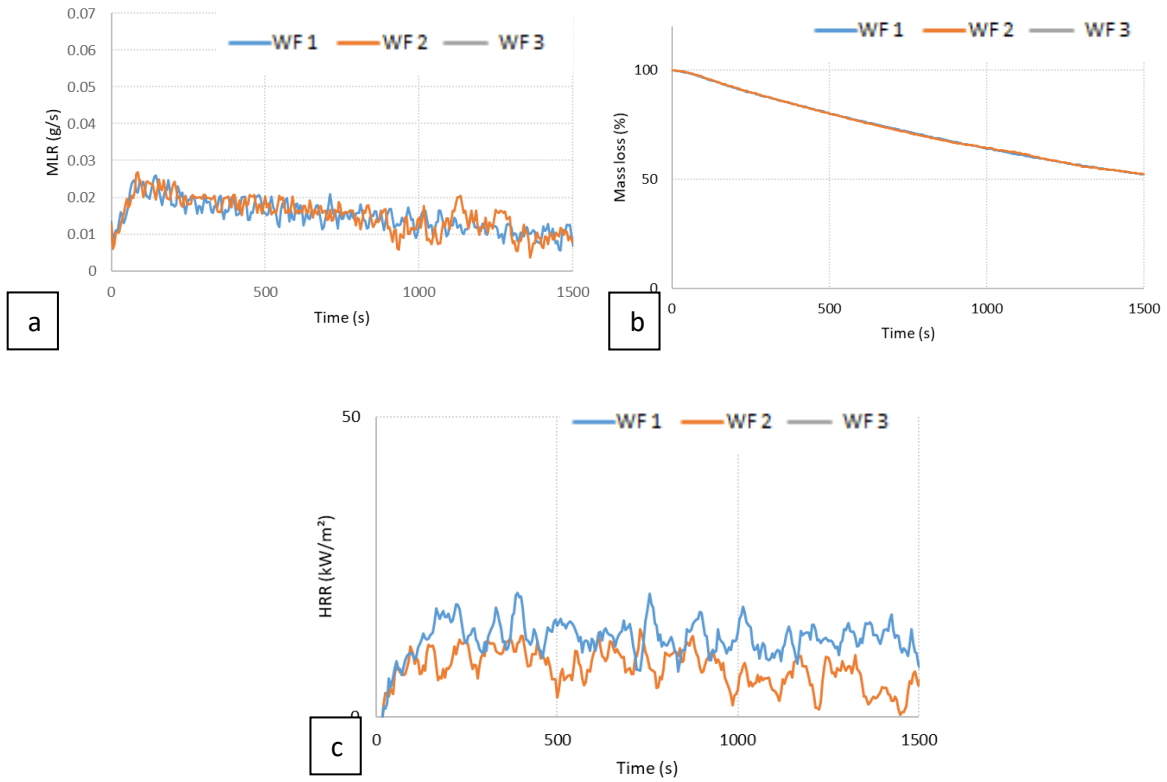 WF 1 WF 2 WF 3
0.07
0.06
0.05
0.04
0.03
0.02
0.01
0
MLR (g/s)
0 500 1000 1500
Time (s)
a
WF 1 WF 2 WF 3
100
50
0
Mass loss (%)
0 500 1000 1500
Time (s)
b
WF 1 WF 2 WF 3
50
0
HRR (kW/m²)
0 500 1000 1500
Time (s)
c